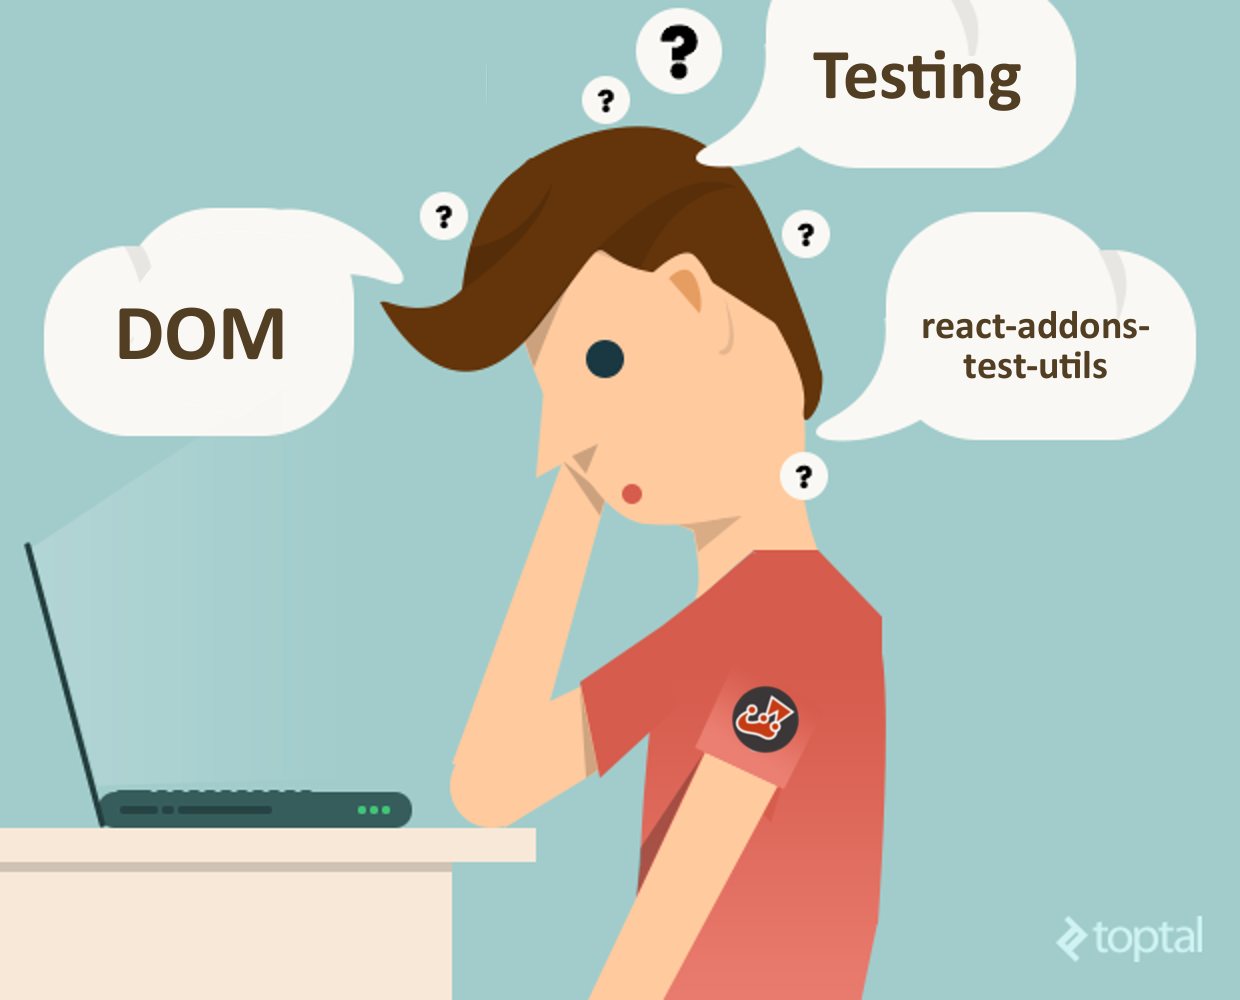 ?
?
Testing
?
?
DOM
react-addons-
test-utils
?
toptal